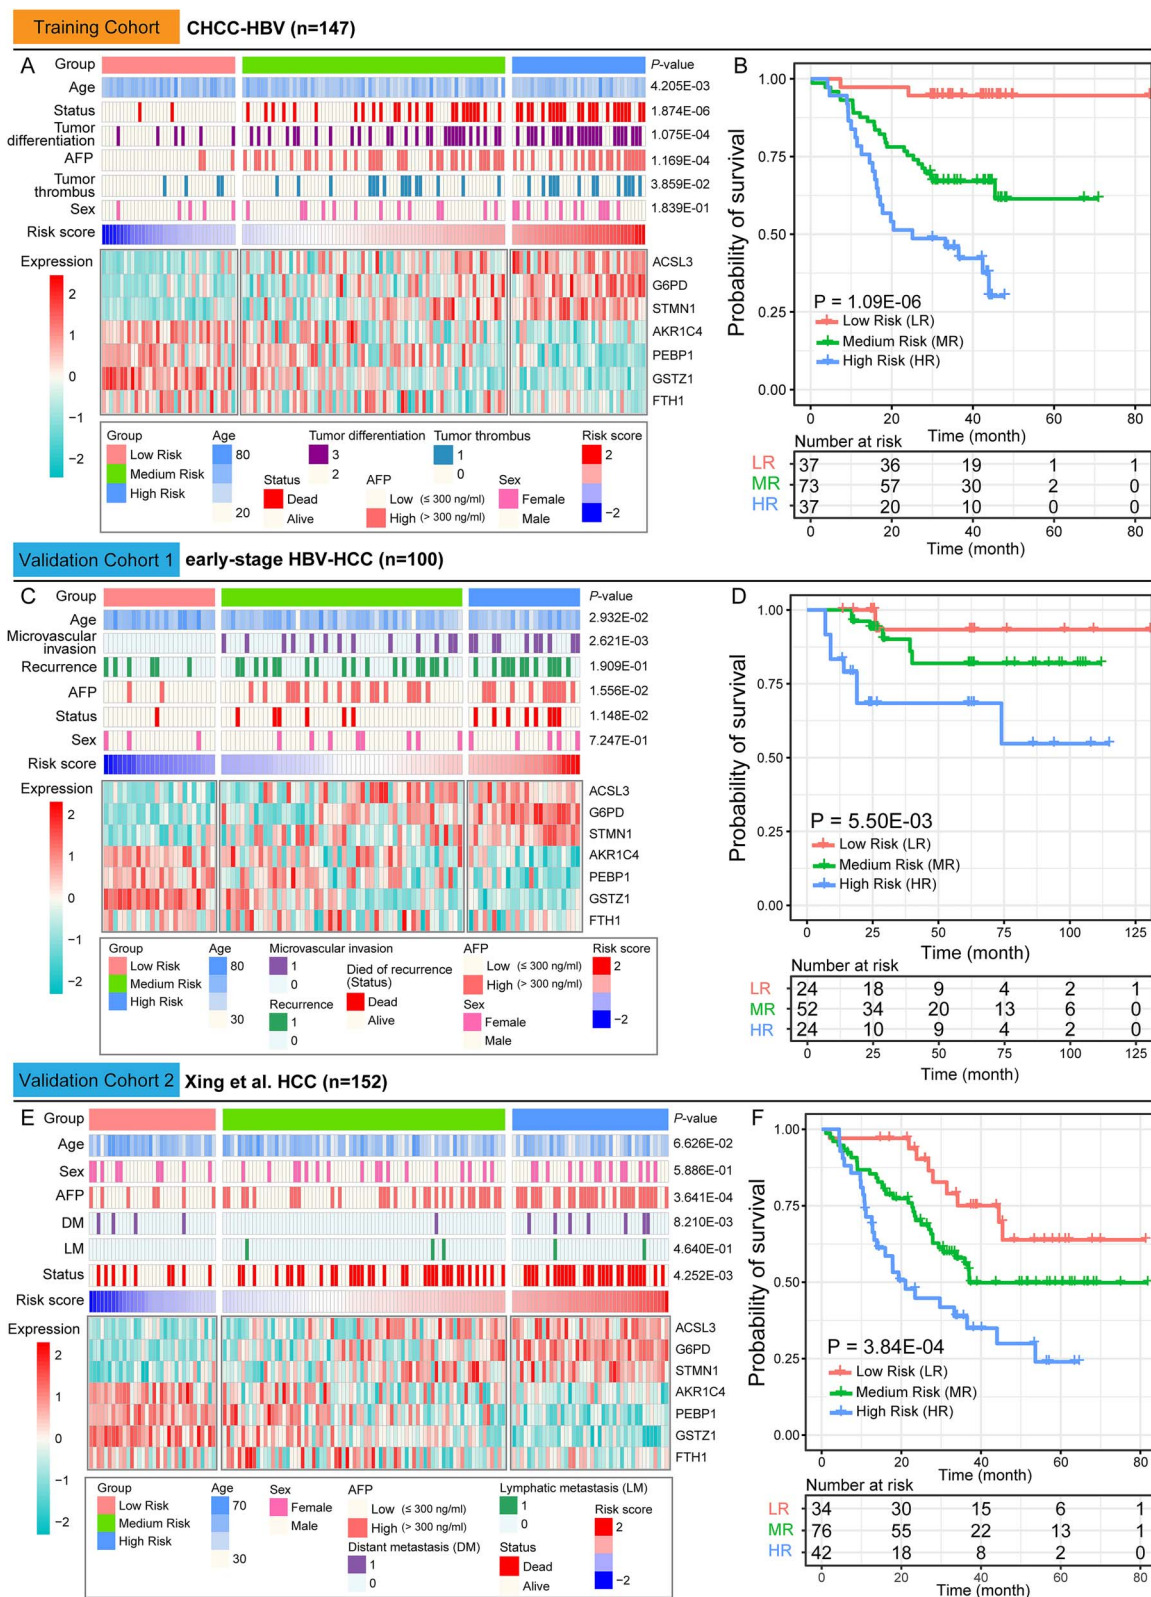 Training Cohort CHCC-HBV (n=147)
A
Group P-value
Age 4.205E-03
Status 1.874E-06
Tumor
differentiation 1.075E-04
AFP 1.169E-04
Tumor
thrombus 3.859E-02
Sex 1.839E-01
Risk score
Expression
2
1
0
−1
−2
ACSL3
G6PD
STMN1
AKR1C4
PEBP1
GSTZ1
FTH1
Group Age Tumor differentiation Tumor thrombus Risk score
Low Risk 80 3 1 2
Medium Risk 2 0
High Risk Status AFP Sex
Dead Low (≤ 300 ng/ml) Female
20 Alive High (> 300 ng/ml) Male −2
B
Probability of survival
1.00
0.75
0.50
0.25
0.00
P = 1.09E-06
Low Risk (LR)
Medium Risk (MR)
High Risk (HR)
0 20 40 60 80
Time (month)
Number at risk
LR 37 36 19 1 1
MR 73 57 30 2 0
HR 37 20 10 0 0
0 20 40 60 80
Time (month)
Validation Cohort 1 early-stage HBV-HCC (n=100)
C
Group P-value
Age 2.932E-02
Microvascular
invasion 2.621E-03
Recurrence 1.909E-01
AFP 1.556E-02
Status 1.148E-02
Sex 7.247E-01
Risk score
Expression
2
1
0
−1
−2
ACSL3
G6PD
STMN1
AKR1C4
PEBP1
GSTZ1
FTH1
Group Age Microvascular invasion AFP Risk score
Low Risk 80 1 Low (≤ 300 ng/ml) 2
Medium Risk 0 Died of recurrence
(Status) High (> 300 ng/ml)
High Risk Recurrence Dead Sex
30 1 Alive Female −2
0 Male
D
Probability of survival
1.00
0.75
0.50
0.25
0.00
P = 5.50E-03
Low Risk (LR)
Medium Risk (MR)
High Risk (HR)
0 25 50 75 100 125
Time (month)
Number at risk
LR 24 18 9 4 2 1
MR 52 34 20 13 6 0
HR 24 10 9 4 2 0
0 25 50 75 100 125
Time (month)
Validation Cohort 2 Xing et al. HCC (n=152)
E
Group P-value
Age 6.626E-02
Sex 5.886E-01
AFP 3.641E-04
DM 8.210E-03
LM 4.640E-01
Status 4.252E-03
Risk score
Expression
2
1
0
−1
−2
ACSL3
G6PD
STMN1
AKR1C4
PEBP1
GSTZ1
FTH1
Group Age Sex AFP Lymphatic metastasis (LM)
Low Risk 70 Female Low (≤ 300 ng/ml) 1 Risk score
Medium Risk Male High (> 300 ng/ml) 0 2
High Risk Distant metastasis (DM) Status
30 1 Dead
0 Alive −2
F
Probability of survival
1.00
0.75
0.50
0.25
0.00
P = 3.84E-04
Low Risk (LR)
Medium Risk (MR)
High Risk (HR)
0 20 40 60 80
Time (month)
Number at risk
LR 34 30 15 6 1
MR 76 55 22 13 1
HR 42 18 8 2 0
0 20 40 60 80
Time (month)